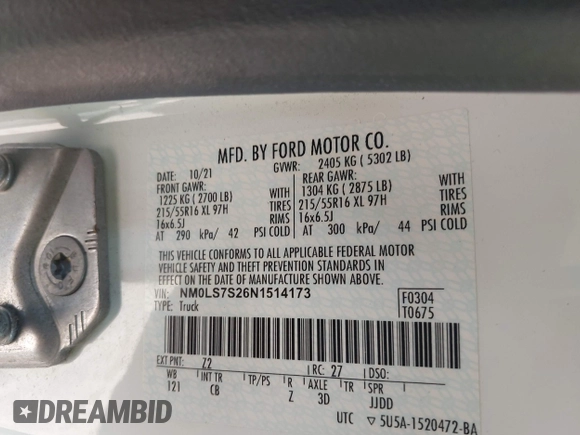 MFD. BY FORD MOTOR CO.
DATE: 10/21 GVWR: 2405 KG ( 5302 LB)
FRONT GAWR: REAR GAWR:
1225 KG ( 2700 LB) WITH 1304 KG ( 2875 LB) WITH
215/55R16 XL 97H TIRES 215/55R16 XL 97H TIRES
16x6.5J RIMS 16x6.5J RIMS
AT 290 kPa/ 42 PSI COLD AT 300 kPa/ 44 PSI COLD
THIS VEHICLE CONFORMS TO ALL APPLICABLE FEDERAL MOTOR
VEHICLE SAFETY AND THEFT PREVENTION STANDARDS IN
EFFECT ON THE DATE OF MANUFACTURE SHOWN ABOVE.
VIN: NM0LS7S26N1514173 F0304
TYPE: Truck T0675
EXT PNT: Z2 RC: 27 DSO:
WB INT TR TP/PS R AXLE TR SPR
121 CB Z 3D JJDD
UTC ▽ 5U5A-1520472-BA
DREAMBID